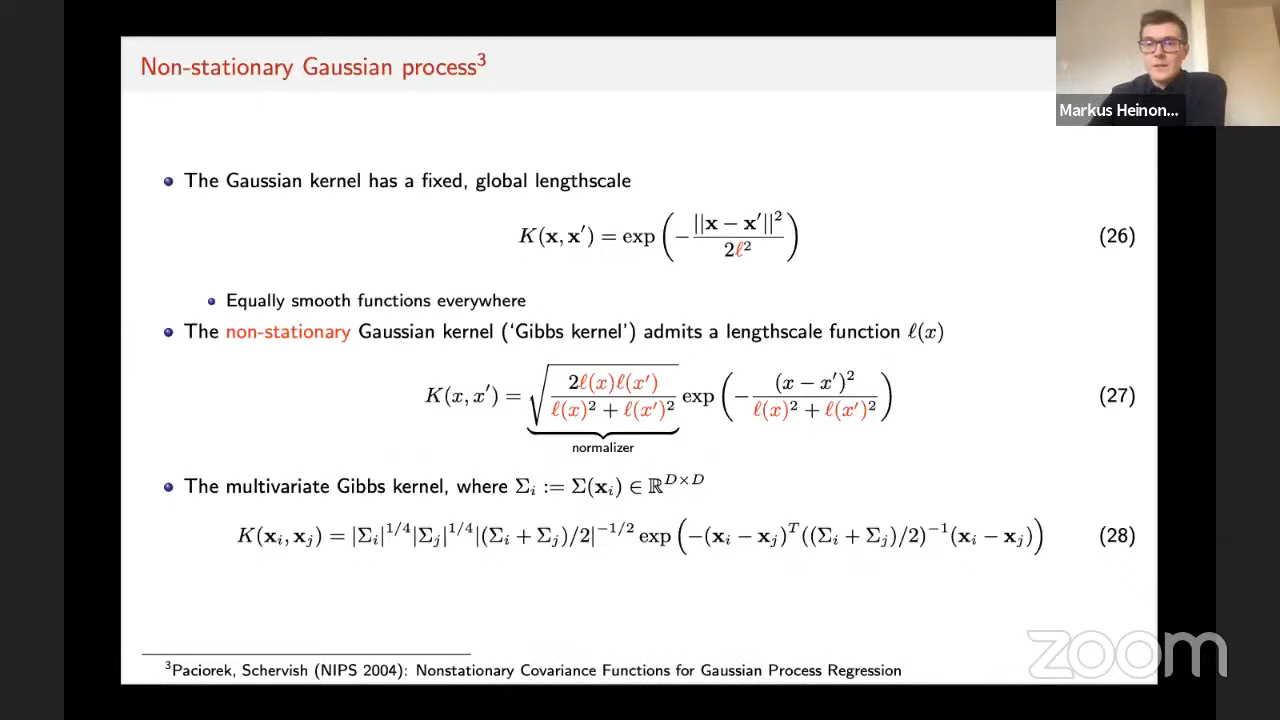 Non-stationary Gaussian process³
Markus Heinon...
• The Gaussian kernel has a fixed, global lengthscale
K(𝐱, 𝐱′) = exp(−||𝐱 − 𝐱′||² / 2ℓ²) (26)
• Equally smooth functions everywhere
• The non-stationary Gaussian kernel (‘Gibbs kernel’) admits a lengthscale function ℓ(x)
K(x, x′) = √(2ℓ(x)ℓ(x′) / ℓ(x)² + ℓ(x′)²) exp(−(x − x′)² / ℓ(x)² + ℓ(x′)²) (27)
normalizer
• The multivariate Gibbs kernel, where Σᵢ := Σ(𝐱ᵢ) ∈ ℝ^{D×D}
K(𝐱ᵢ, 𝐱ⱼ) = |Σᵢ|^{1/4}|Σⱼ|^{1/4}|(Σᵢ + Σⱼ)/2|^{−1/2} exp(−(𝐱ᵢ − 𝐱ⱼ)ᵀ((Σᵢ + Σⱼ)/2)^{−1}(𝐱ᵢ − 𝐱ⱼ)) (28)
zoom
³Paciorek, Schervish (NIPS 2004): Nonstationary Covariance Functions for Gaussian Process Regression